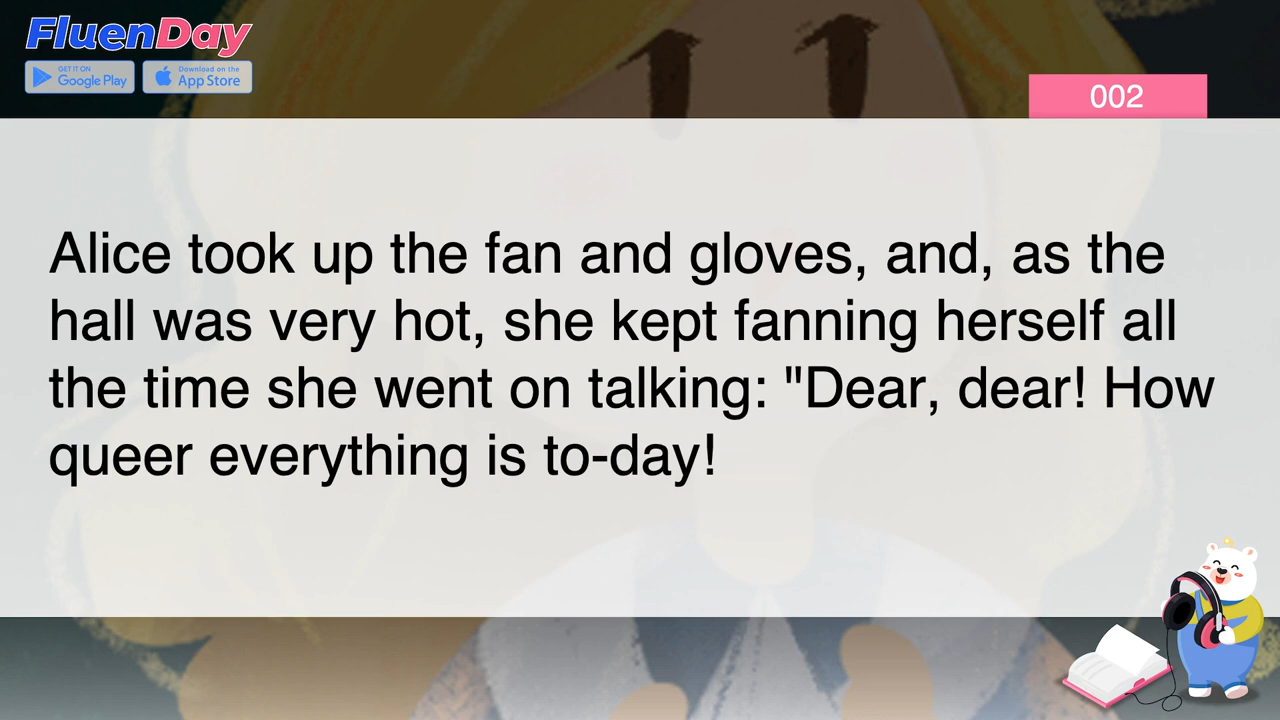 FluenDay
GET IT ON
Google Play
Download on the
App Store
002
Alice took up the fan and gloves, and, as the
hall was very hot, she kept fanning herself all
the time she went on talking: "Dear, dear! How
queer everything is to-day!